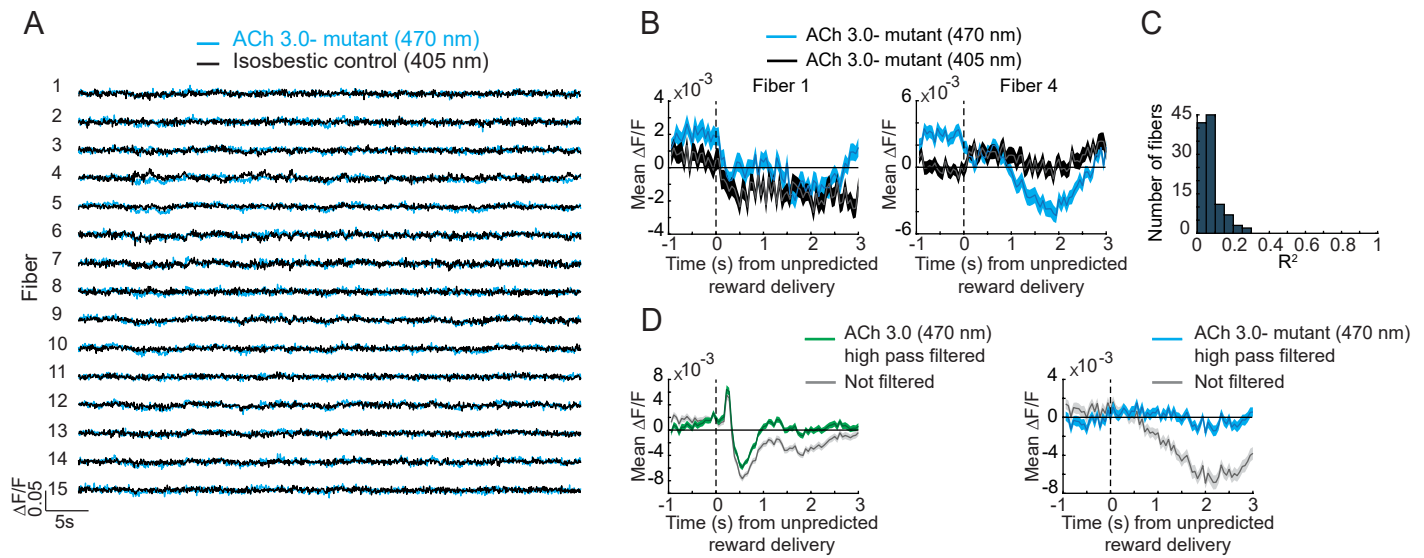 A
ACh 3.0- mutant (470 nm)
Isosbestic control (405 nm)
Fiber
1
2
3
4
5
6
7
8
9
10
11
12
13
14
15
ΔF/F
0.05
5s
B
ACh 3.0- mutant (470 nm)
ACh 3.0- mutant (405 nm)
Fiber 1
×10⁻³
Mean ΔF/F
4
2
0
-2
-4
-1 0 1 2 3
Time (s) from unpredicted
reward delivery
Fiber 4
×10⁻³
Mean ΔF/F
6
0
-6
-1 0 1 2 3
Time (s) from unpredicted
reward delivery
C
Number of fibers
45
30
15
0
0 0.2 0.4 0.6 0.8 1
R²
D
ACh 3.0 (470 nm)
high pass filtered
Not filtered
×10⁻³
Mean ΔF/F
8
4
0
-4
-8
-1 0 1 2 3
Time (s) from unpredicted
reward delivery
ACh 3.0- mutant (470 nm)
high pass filtered
Not filtered
×10⁻³
Mean ΔF/F
4
0
-4
-8
-1 0 1 2 3
Time (s) from unpredicted
reward delivery